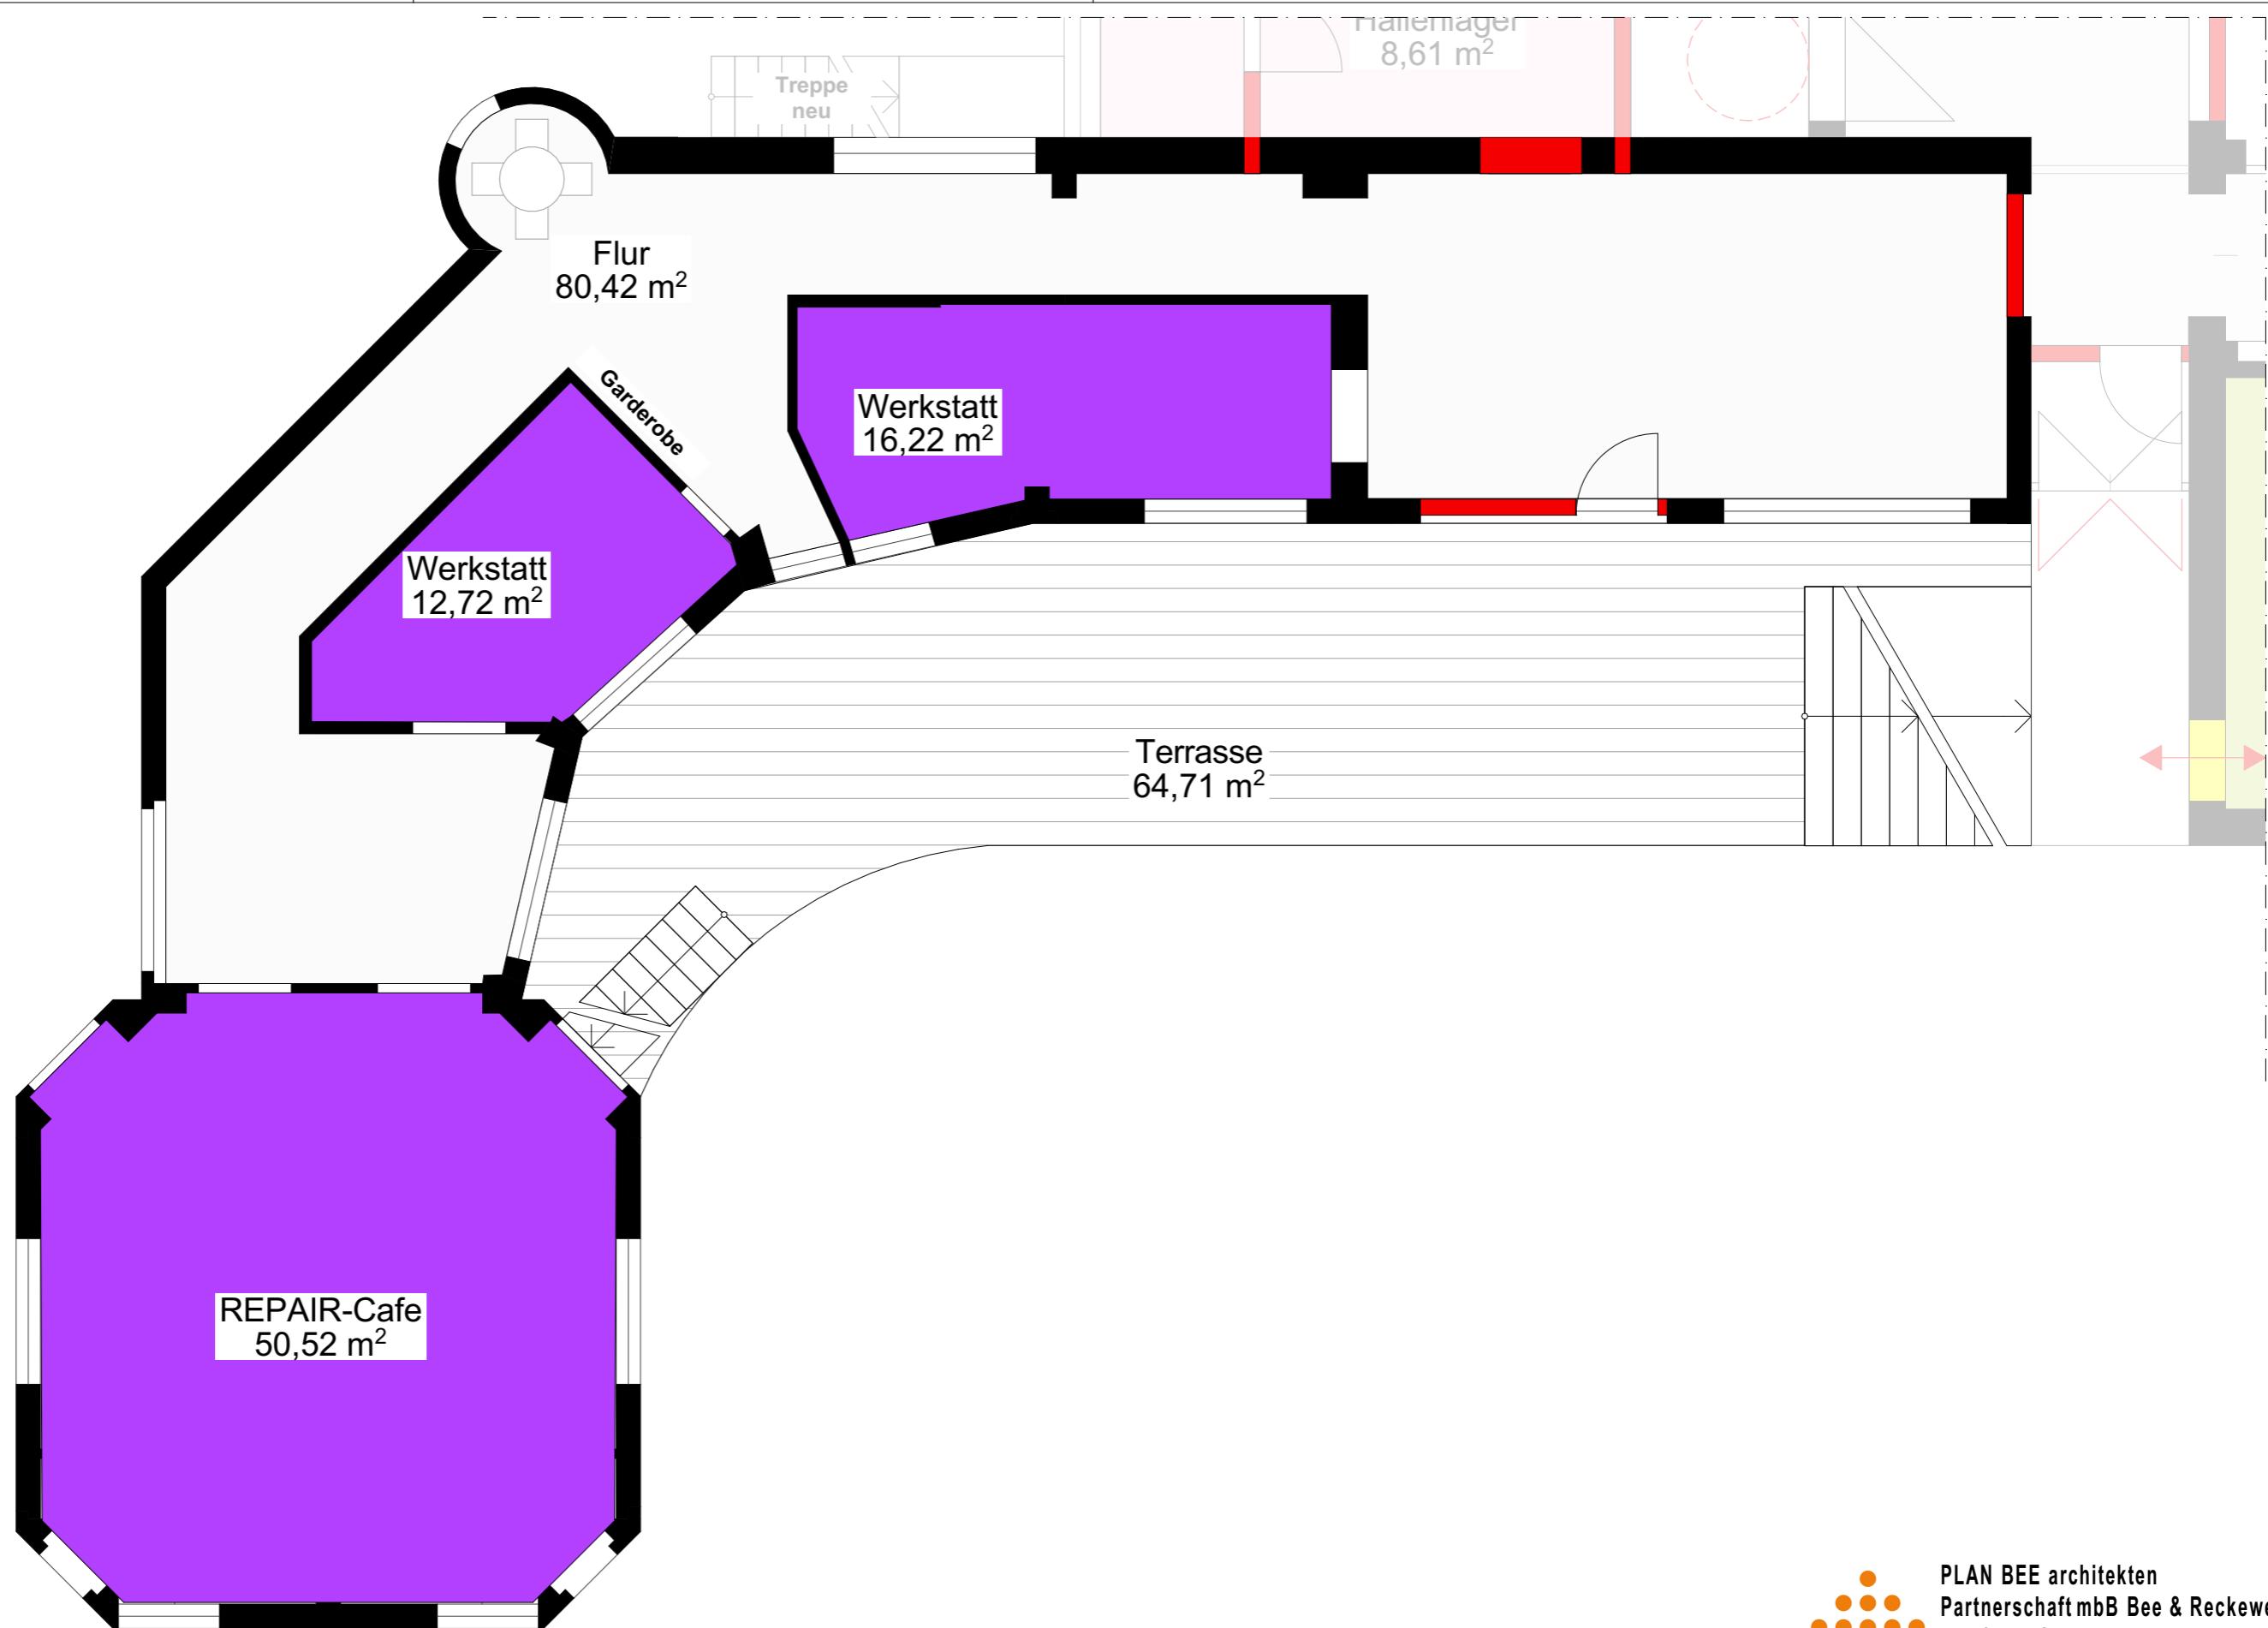 Hallenlager
8,61 m²
Treppe
neu
Flur
80,42 m²
Garderobe
Werkstatt
16,22 m²
Werkstatt
12,72 m²
Terrasse
64,71 m²
REPAIR-Cafe
50,52 m²
PLAN BEE architekten
Partnerschaft mbB Bee & Reckewe